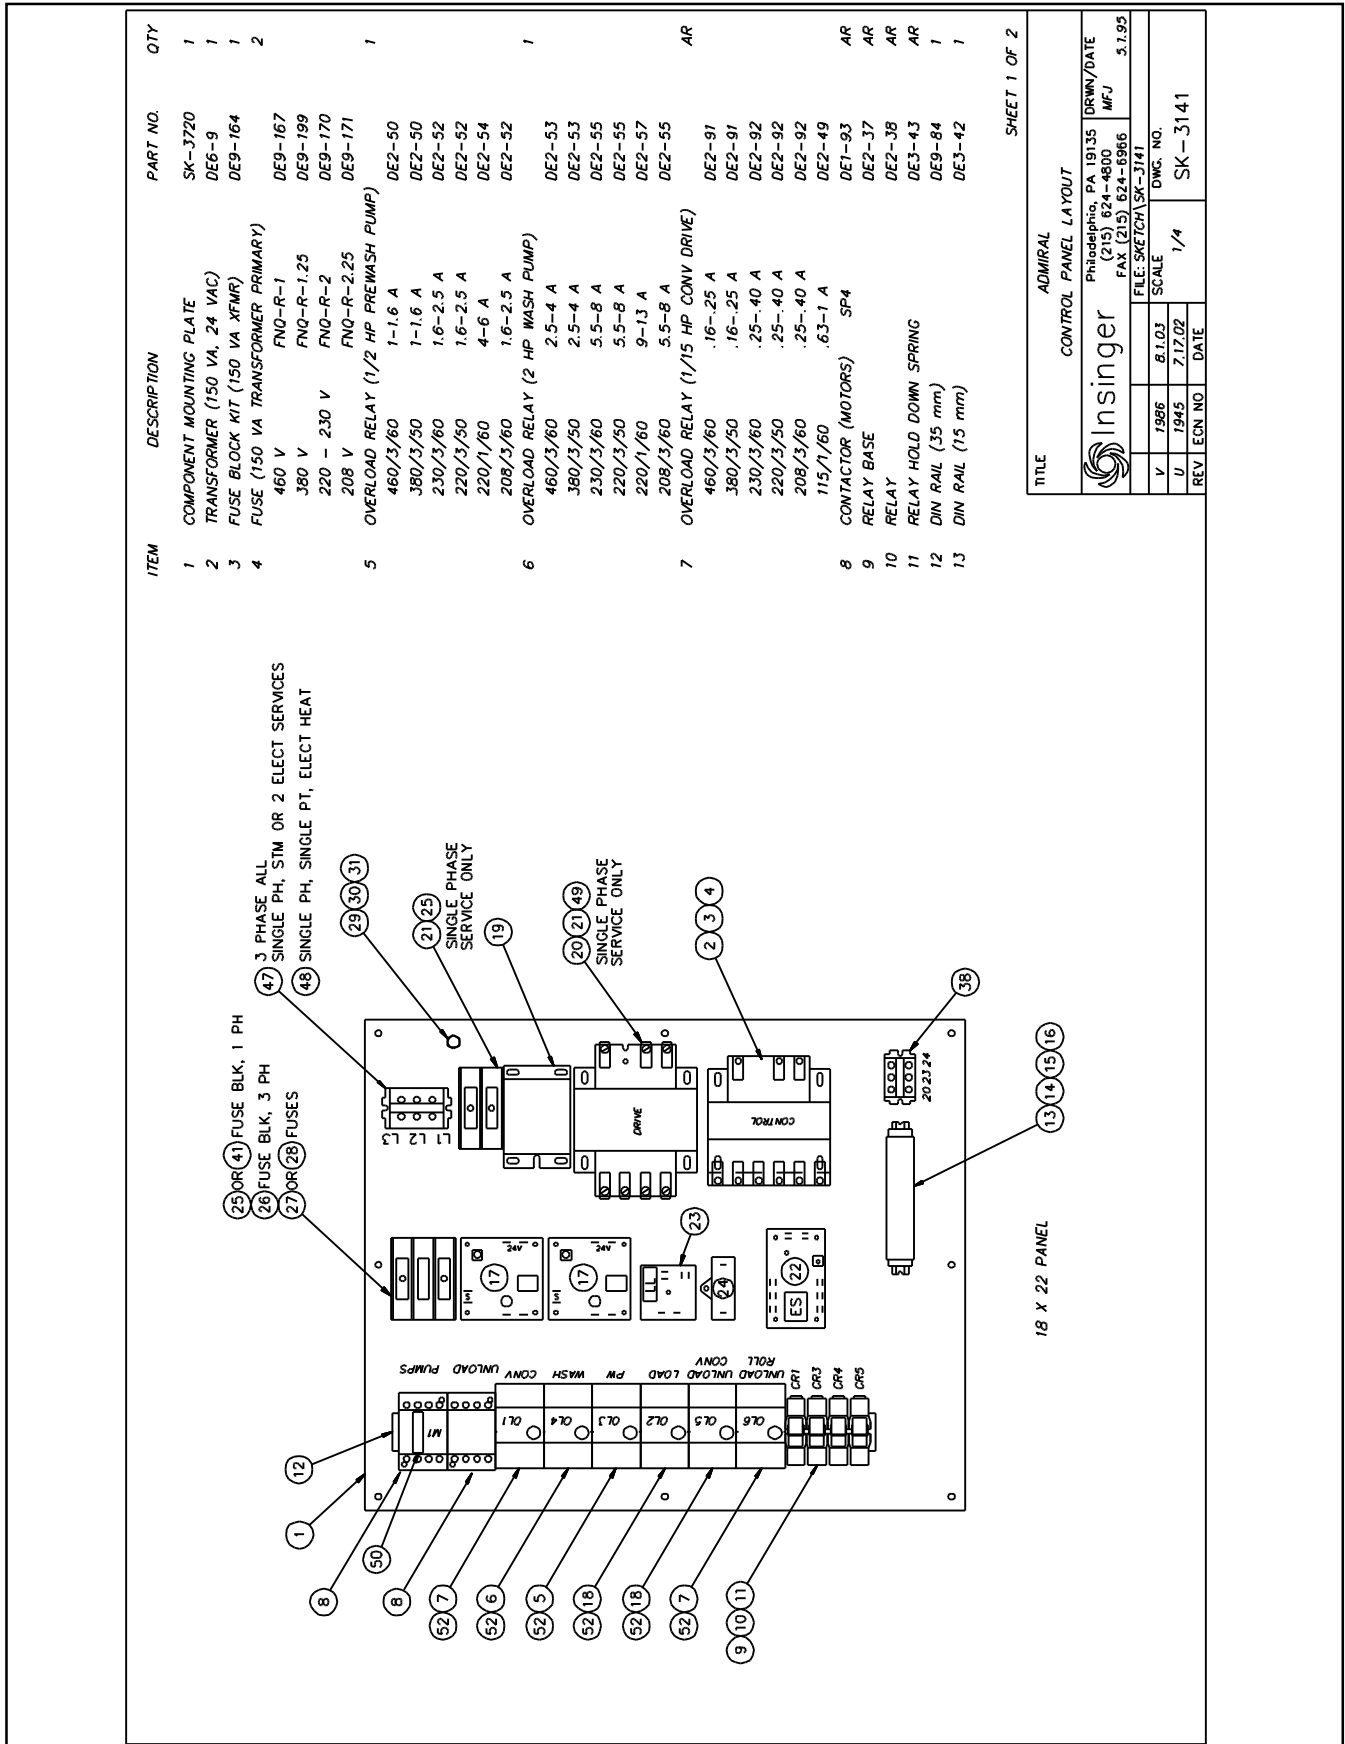 ITEM DESCRIPTION PART NO. QTY
1 COMPONENT MOUNTING PLATE SK-3720 1
2 TRANSFORMER (150 VA, 24 VAC) DE6-9 1
3 FUSE BLOCK KIT (150 VA XFMR) DE9-164 1
4 FUSE (150 VA TRANSFORMER PRIMARY) 2
460 V FNQ-R-1 DE9-167
380 V FNQ-R-1.25 DE9-199
220 - 230 V FNQ-R-2 DE9-170
208 V FNQ-R-2.25 DE9-171
5 OVERLOAD RELAY (1/2 HP PREWASH PUMP) 1
460/3/60 1-1.6 A DE2-50
380/3/50 1-1.6 A DE2-50
230/3/60 1.6-2.5 A DE2-52
220/3/50 1.6-2.5 A DE2-52
220/1/60 4-6 A DE2-54
208/3/60 1.6-2.5 A DE2-52
6 OVERLOAD RELAY (2 HP WASH PUMP) 1
460/3/60 2.5-4 A DE2-53
380/3/50 2.5-4 A DE2-53
230/3/60 5.5-8 A DE2-55
220/3/50 5.5-8 A DE2-55
220/1/60 9-13 A DE2-57
208/3/60 5.5-8 A DE2-55
7 OVERLOAD RELAY (1/15 HP CONV DRIVE) AR
460/3/60 .16-.25 A DE2-91
380/3/50 .16-.25 A DE2-91
230/3/60 .25-.40 A DE2-92
220/3/50 .25-.40 A DE2-92
208/3/60 .25-.40 A DE2-92
115/1/60 .63-1 A DE2-49
8 CONTACTOR (MOTORS) SP4 DE1-93 AR
9 RELAY BASE DE2-37 AR
10 RELAY DE2-38 AR
11 RELAY HOLD DOWN SPRING DE3-43 AR
12 DIN RAIL (35 mm) DE9-84 1
13 DIN RAIL (15 mm) DE3-42 1
SHEET 1 OF 2
TITLE ADMIRAL
CONTROL PANEL LAYOUT
Insinger
Philadelphia, PA 19135
(215) 624-4800
FAX (215) 624-6966
DRWN/DATE
MFJ 5.1.95
FILE: SKETCH\SK-3141
SCALE 1/4
DWG. NO.
SK-3141
V 1986 8.1.03
U 1945 7.17.02
REV ECN NO DATE
25 OR 41 FUSE BLK, 1 PH
26 FUSE BLK, 3 PH
27 OR 28 FUSES
47 3 PHASE ALL
SINGLE PH, STM OR 2 ELECT SERVICES
48 SINGLE PH, SINGLE PT, ELECT HEAT
29 30 31
21 25
SINGLE PHASE
SERVICE ONLY
19
20 21 49
SINGLE PHASE
SERVICE ONLY
2 3 4
38
13 14 15 16
12
1
8
50
8
52 7
52 6
52 5
52 18
52 18
52 7
9 10 11
PUMPS
UNLOAD
CONV
WASH
PW
LOAD
UNLOAD CONV
UNLOAD ROLL
CR1
CR3
CR4
CR5
M1
OL1
OL4
OL3
OL2
OL5
OL6
L1 L2 L3
17
S
24V
17
S
24V
LL
23
24
22
ES
DRIVE
CONTROL
20 23 24
18 X 22 PANEL